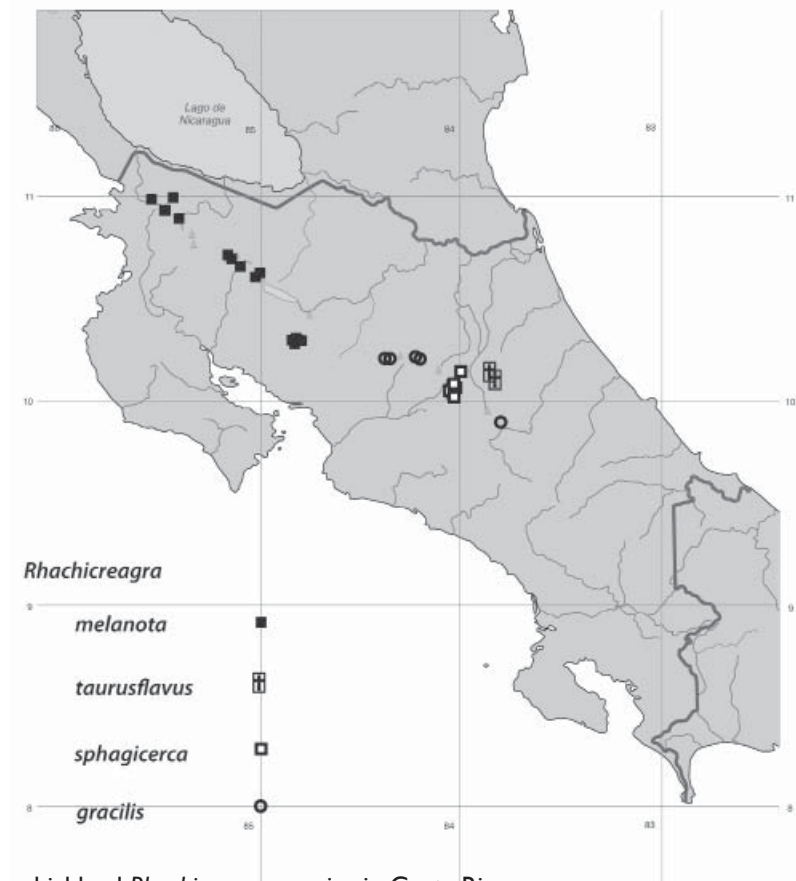 Lago de
Nicaragua
85
84
83
11
11
10
10
Rhachicreagra
9
9
melanota
taurusflavus
sphagicerca
gracilis
8
8
85
84
83